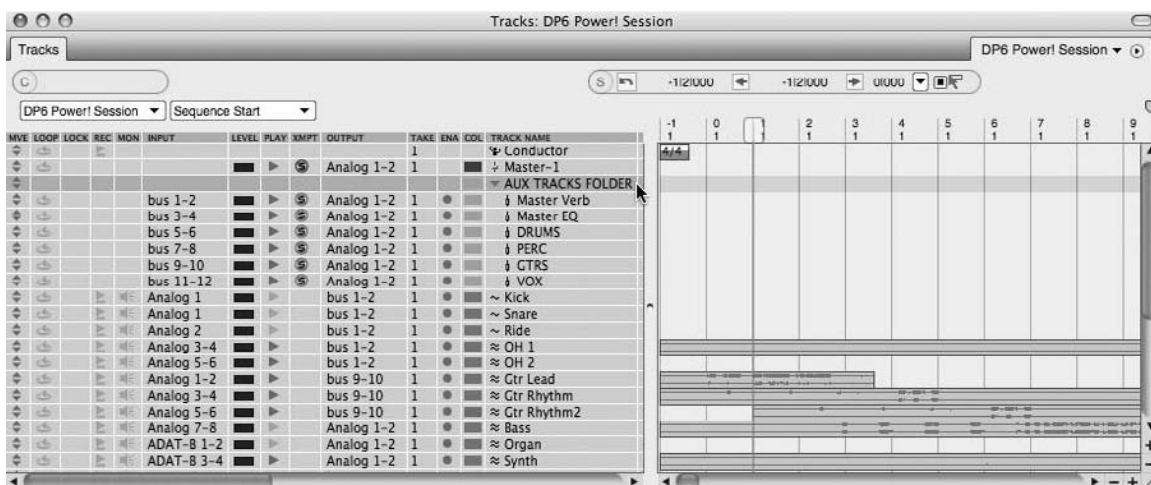 Tracks: DP6 Power! Session
Tracks
DP6 Power! Session
C
S -1|2|000 -1|2|000 0|000
DP6 Power! Session Sequence Start
-1 0 1 2 3 4 5 6 7 8 9
1 1 1 1 1 1 1 1 1 1 1
MVE LOOP LOCK REC MON INPUT LEVEL PLAY XMPT OUTPUT TAKE ENA COL TRACK NAME
1 Conductor 4/4
S Analog 1-2 1 Master-1
AUX TRACKS FOLDER
bus 1-2 S Analog 1-2 1 Master Verb
bus 3-4 S Analog 1-2 1 Master EQ
bus 5-6 S Analog 1-2 1 DRUMS
bus 7-8 S Analog 1-2 1 PERC
bus 9-10 S Analog 1-2 1 GTRS
bus 11-12 S Analog 1-2 1 VOX
Analog 1 bus 1-2 1 Kick
Analog 1 bus 1-2 1 Snare
Analog 2 bus 1-2 1 Ride
Analog 3-4 bus 1-2 1 OH 1
Analog 5-6 bus 1-2 1 OH 2
Analog 1-2 bus 9-10 1 Gtr Lead
Analog 3-4 bus 9-10 1 Gtr Rhythm
Analog 5-6 bus 9-10 1 Gtr Rhythm2
Analog 7-8 Analog 1-2 1 Bass
ADAT-B 1-2 Analog 1-2 1 Organ
ADAT-B 3-4 Analog 1-2 1 Synth